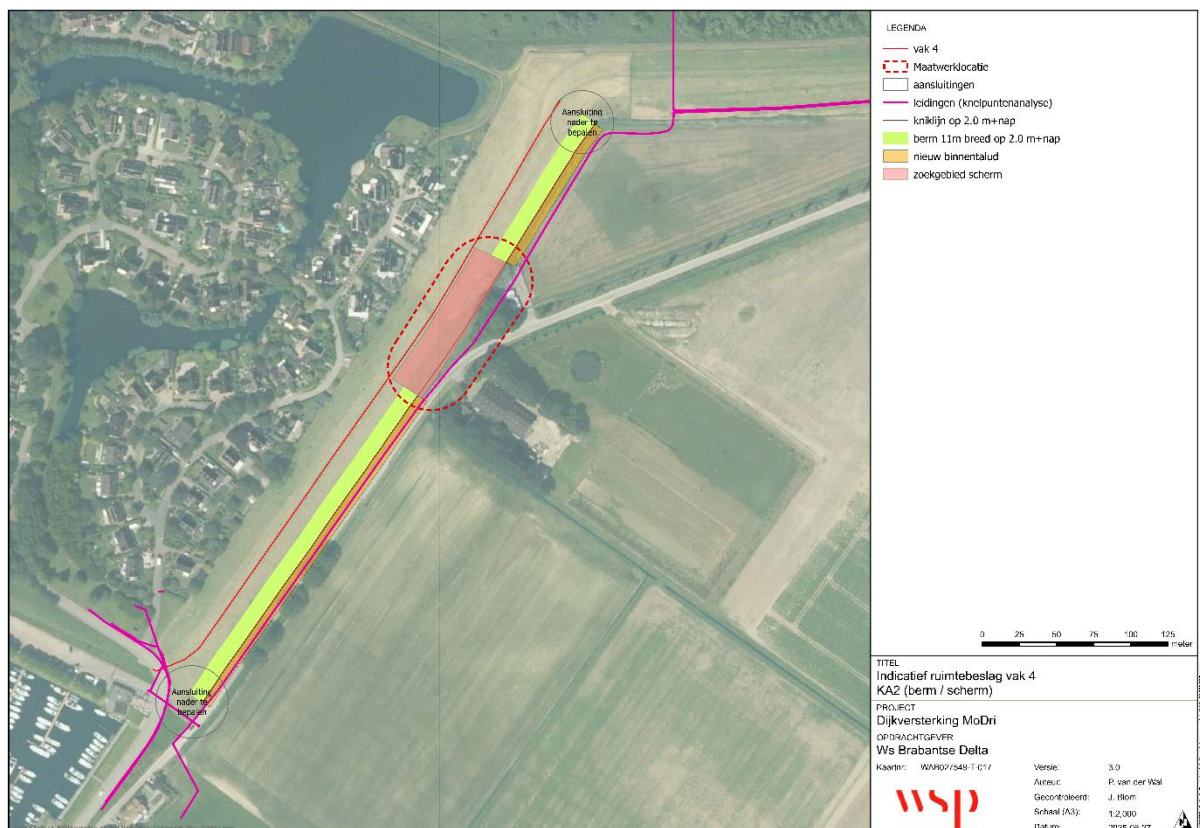 Aansluiting
nader te
bepalen
Aansluiting
nader te
bepalen
LEGENDA
vak 4
Maatwerklocatie
aansluitingen
leidingen (knelpuntenanalyse)
kniklijn op 2.0 m+nap
berm 11m breed op 2.0 m+nap
nieuw binnentalud
zoekgebied scherm
0 25 50 75 100 125
meter
TITEL
Indicatief ruimtebeslag vak 4
KA2 (berm / scherm)
PROJECT
Dijkversterking MoDri
OPDRACHTGEVER
Ws Brabantse Delta
Kaartnr: WAR027549-T-017
Versie: 3.0
Auteur: P. van der Wal
Gecontroleerd: J. Blom
Schaal (A3): 1:2,000
Datum:
wsp